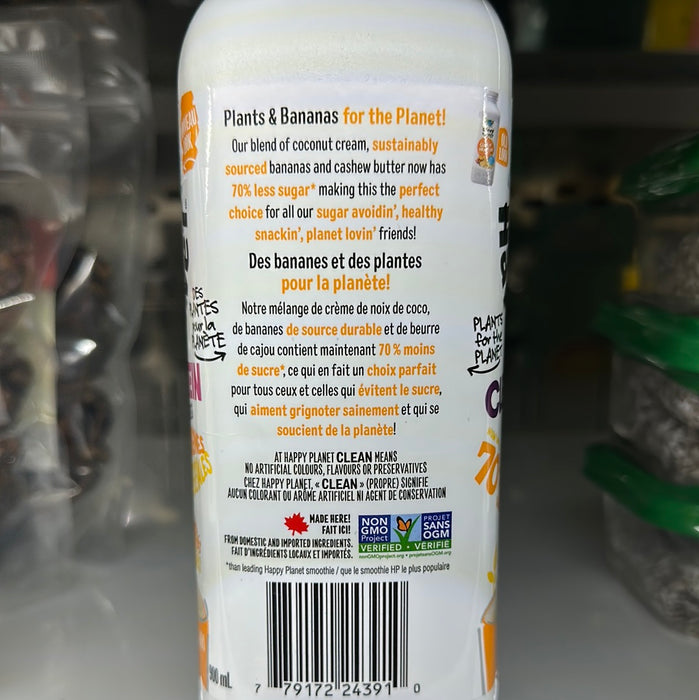 Plants & Bananas for the Planet!
Our blend of coconut cream, sustainably
sourced bananas and cashew butter now has
70% less sugar* making this the perfect
choice for all our sugar avoidin', healthy
snackin', planet lovin' friends!
Des bananes et des plantes
pour la planète!
Notre mélange de crème de noix de coco,
de bananes de source durable et de beurre
de cajou contient maintenant 70 % moins
de sucre*, ce qui en fait un choix parfait
pour tous ceux et celles qui évitent le sucre,
qui aiment grignoter sainement et qui se
soucient de la planète!
AT HAPPY PLANET CLEAN MEANS
NO ARTIFICIAL COLOURS, FLAVOURS OR PRESERVATIVES
CHEZ HAPPY PLANET, « CLEAN » (PROPRE) SIGNIFIE
AUCUN COLORANT OU ARÔME ARTIFICIEL NI AGENT DE CONSERVATION
MADE HERE!
FAIT ICI!
FROM DOMESTIC AND IMPORTED INGREDIENTS.
FAIT D'INGRÉDIENTS LOCAUX ET IMPORTÉS.
NON
GMO
Project
VERIFIED
nonGMOproject.org
PROJET
SANS
OGM
VÉRIFIÉ
projetsansOGM.org
*than leading Happy Planet smoothie / que le smoothie HP le plus populaire
7 79172 24391 0
PLANTS
for the
PLANET
DES
la
70